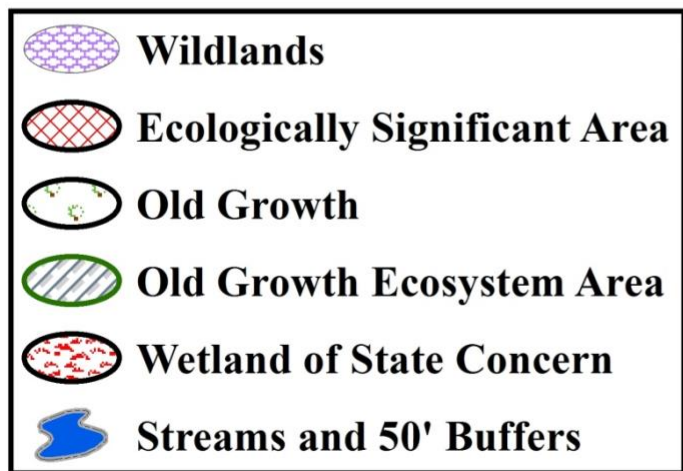 Wildlands
Ecologically Significant Area
Old Growth
Old Growth Ecosystem Area
Wetland of State Concern
Streams and 50' Buffers